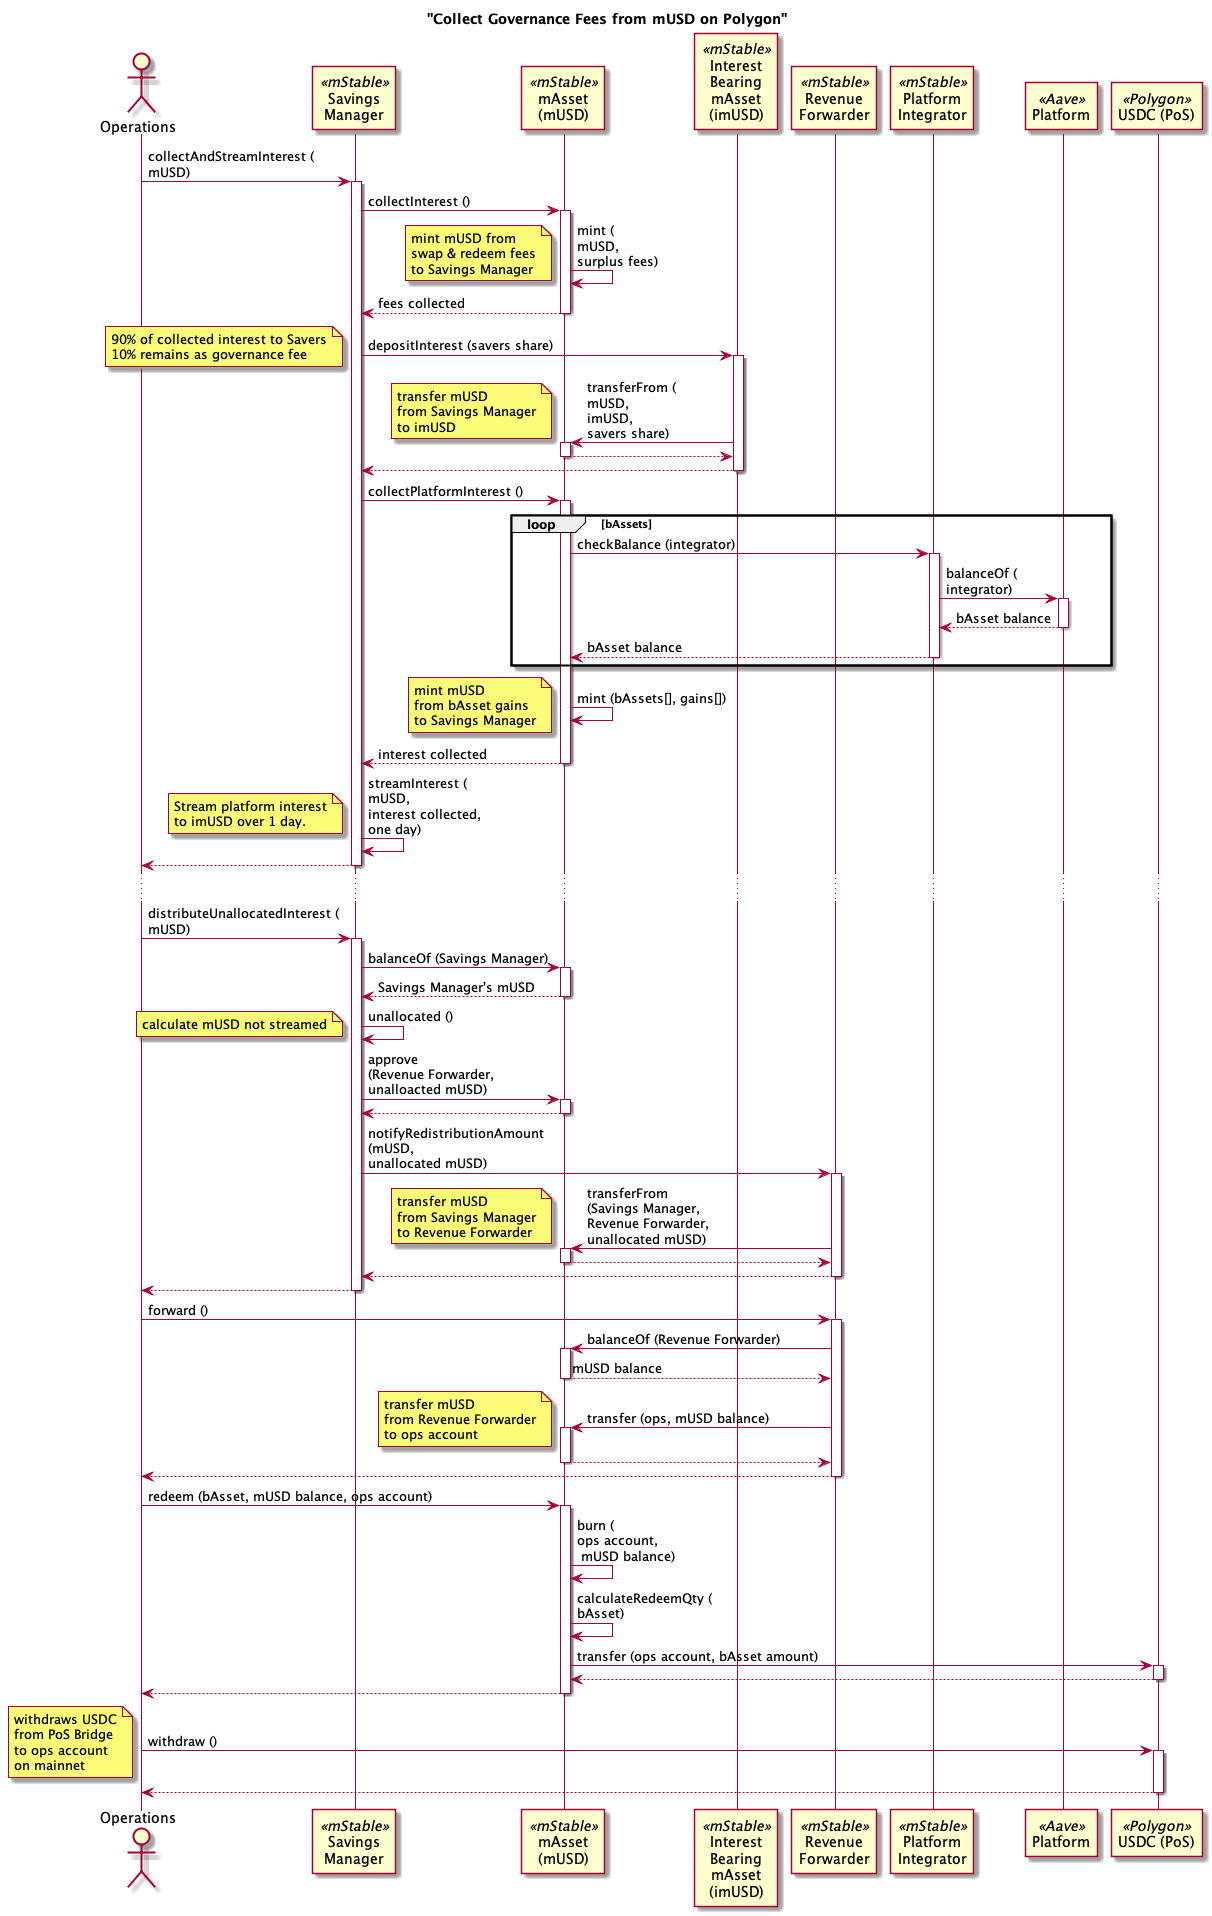 "Collect Governance Fees from mUSD on Polygon"
Operations
«mStable»
Savings
Manager
«mStable»
mAsset
(mUSD)
«mStable»
Interest
Bearing
mAsset
(imUSD)
«mStable»
Revenue
Forwarder
«mStable»
Platform
Integrator
«Aave»
Platform
«Polygon»
USDC (PoS)
collectAndStreamInterest (
mUSD)
collectInterest ()
mint mUSD from
swap & redeem fees
to Savings Manager
mint (
mUSD,
surplus fees)
fees collected
90% of collected interest to Savers
10% remains as governance fee
depositInterest (savers share)
transfer mUSD
from Savings Manager
to imUSD
transferFrom (
mUSD,
imUSD,
savers share)
collectPlatformInterest ()
loop
[bAssets]
checkBalance (integrator)
balanceOf (
integrator)
bAsset balance
bAsset balance
mint mUSD
from bAsset gains
to Savings Manager
mint (bAssets[], gains[])
interest collected
Stream platform interest
to imUSD over 1 day.
streamInterest (
mUSD,
interest collected,
one day)
distributeUnallocatedInterest (
mUSD)
balanceOf (Savings Manager)
Savings Manager's mUSD
calculate mUSD not streamed
unallocated ()
approve
(Revenue Forwarder,
unalloacted mUSD)
notifyRedistributionAmount
(mUSD,
unallocated mUSD)
transfer mUSD
from Savings Manager
to Revenue Forwarder
transferFrom
(Savings Manager,
Revenue Forwarder,
unallocated mUSD)
forward ()
balanceOf (Revenue Forwarder)
mUSD balance
transfer mUSD
from Revenue Forwarder
to ops account
transfer (ops, mUSD balance)
redeem (bAsset, mUSD balance, ops account)
burn (
ops account,
mUSD balance)
calculateRedeemQty (
bAsset)
transfer (ops account, bAsset amount)
withdraws USDC
from PoS Bridge
to ops account
on mainnet
withdraw ()
Operations
«mStable»
Savings
Manager
«mStable»
mAsset
(mUSD)
«mStable»
Interest
Bearing
mAsset
(imUSD)
«mStable»
Revenue
Forwarder
«mStable»
Platform
Integrator
«Aave»
Platform
«Polygon»
USDC (PoS)